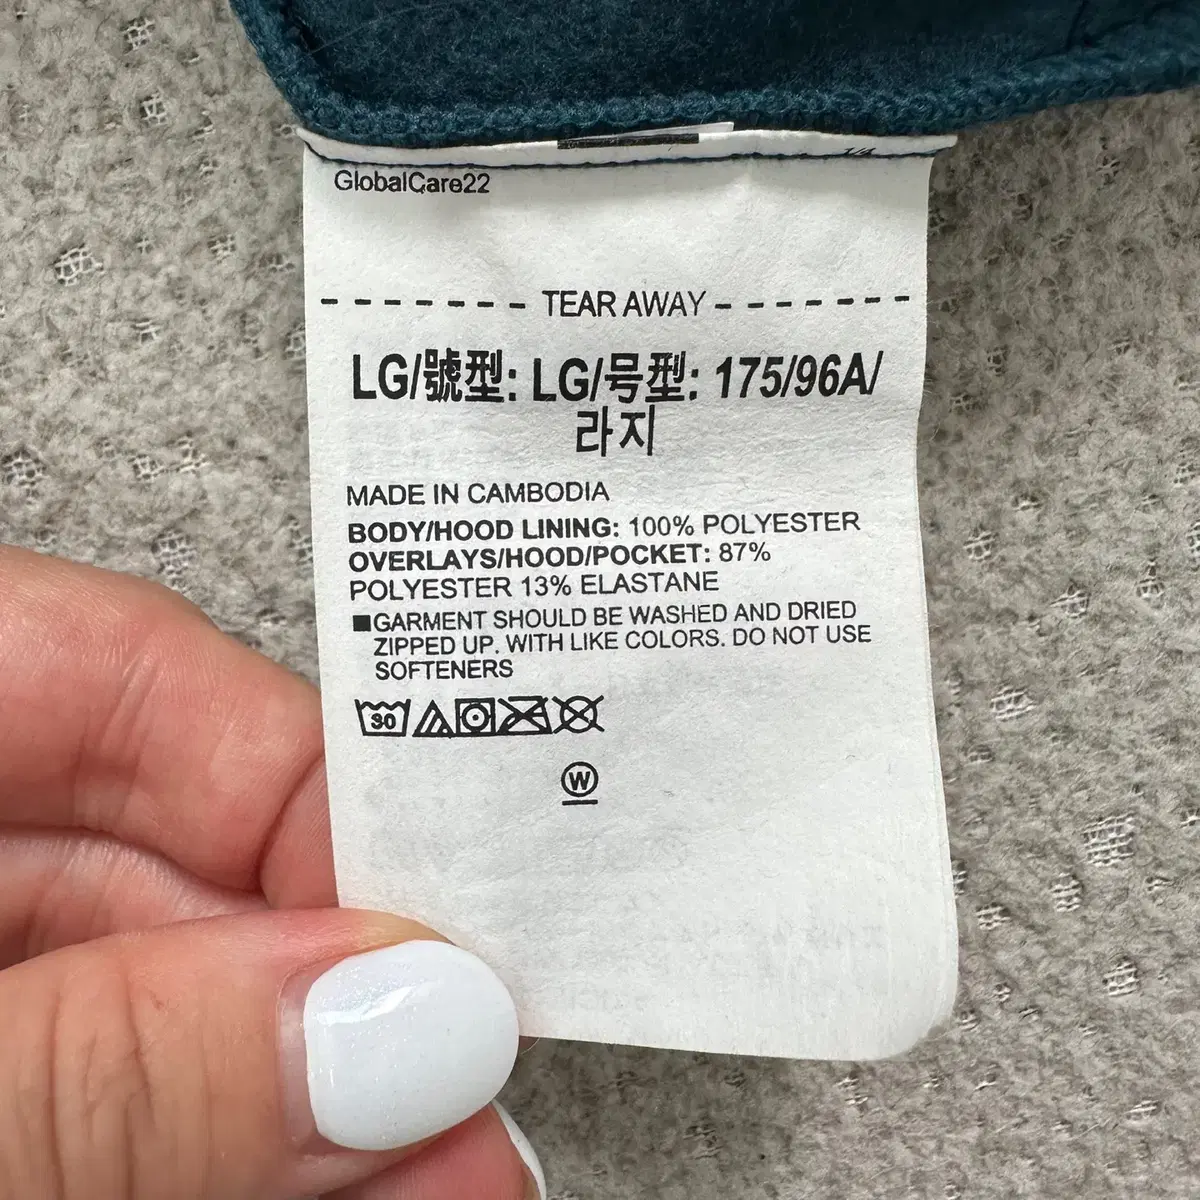 GlobalCare22
TEAR AWAY
LG/號型: LG/号型: 175/96A/
라지
MADE IN CAMBODIA
BODY/HOOD LINING: 100% POLYESTER
OVERLAYS/HOOD/POCKET: 87%
POLYESTER 13% ELASTANE
■GARMENT SHOULD BE WASHED AND DRIED
ZIPPED UP. WITH LIKE COLORS. DO NOT USE
SOFTENERS
30
W